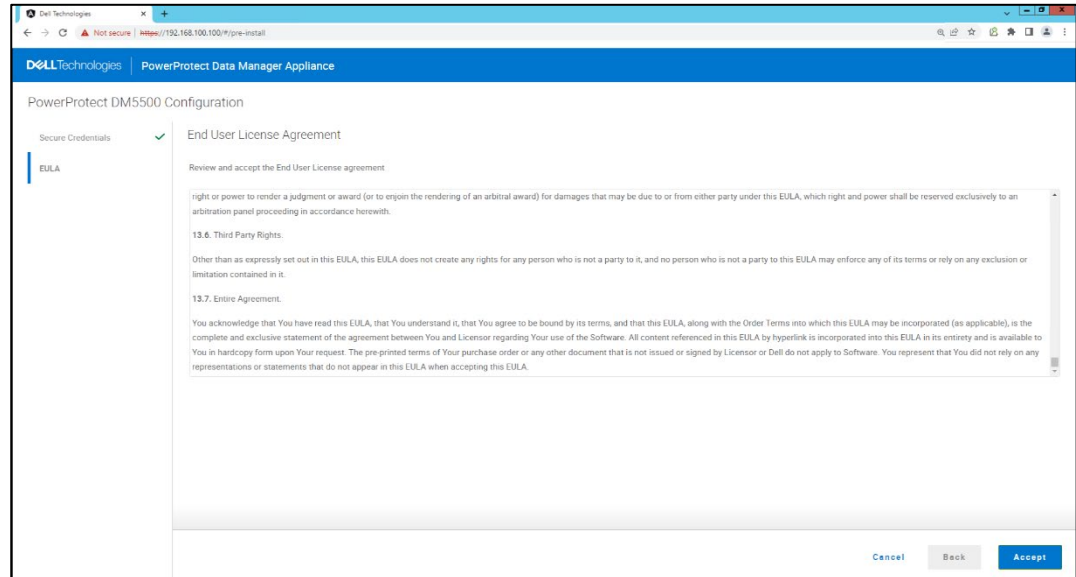 Dell Technologies
Not secure | https://192.168.100.100/#/pre-install
DELLTechnologies | PowerProtect Data Manager Appliance
PowerProtect DM5500 Configuration
Secure Credentials
EULA
End User License Agreement
Review and accept the End User License agreement
right or power to render a judgment or award (or to enjoin the rendering of an arbitral award) for damages that may be due to or from either party under this EULA, which right and power shall be reserved exclusively to an
arbitration panel proceeding in accordance herewith.
13.6. Third Party Rights.
Other than as expressly set out in this EULA, this EULA does not create any rights for any person who is not a party to it, and no person who is not a party to this EULA may enforce any of its terms or rely on any exclusion or
limitation contained in it.
13.7. Entire Agreement.
You acknowledge that You have read this EULA, that You understand it, that You agree to be bound by its terms, and that this EULA, along with the Order Terms into which this EULA may be incorporated (as applicable), is the
complete and exclusive statement of the agreement between You and Licensor regarding Your use of the Software. All content referenced in this EULA by hyperlink is incorporated into this EULA in its entirety and is available to
You in hardcopy form upon Your request. The pre-printed terms of Your purchase order or any other document that is not issued or signed by Licensor or Dell do not apply to Software. You represent that You did not rely on any
representations or statements that do not appear in this EULA when accepting this EULA.
Cancel
Back
Accept